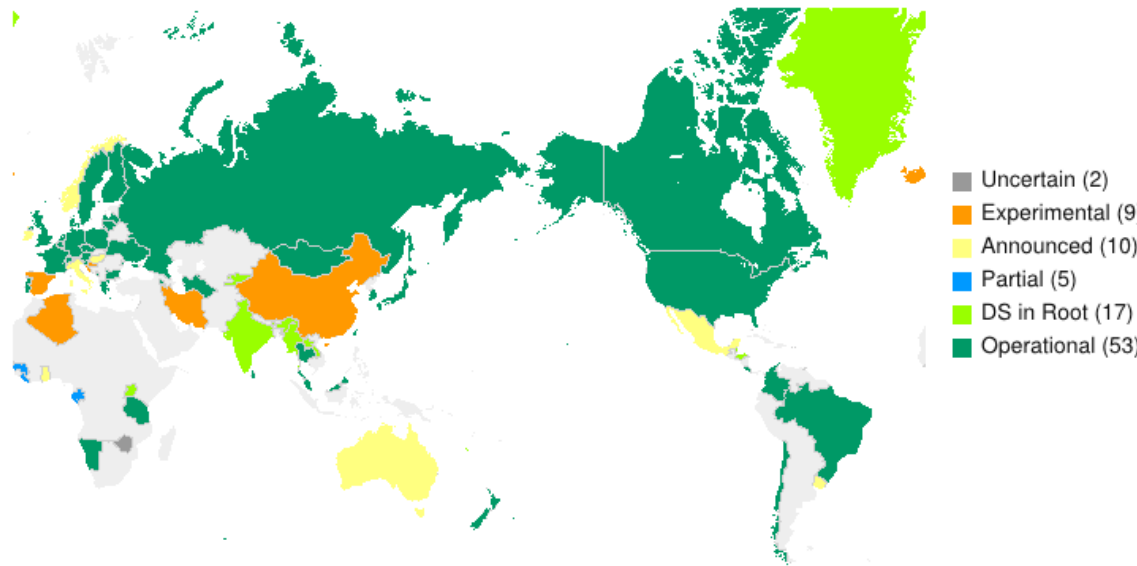 Uncertain (2)
Experimental (9)
Announced (10)
Partial (5)
DS in Root (17)
Operational (53)